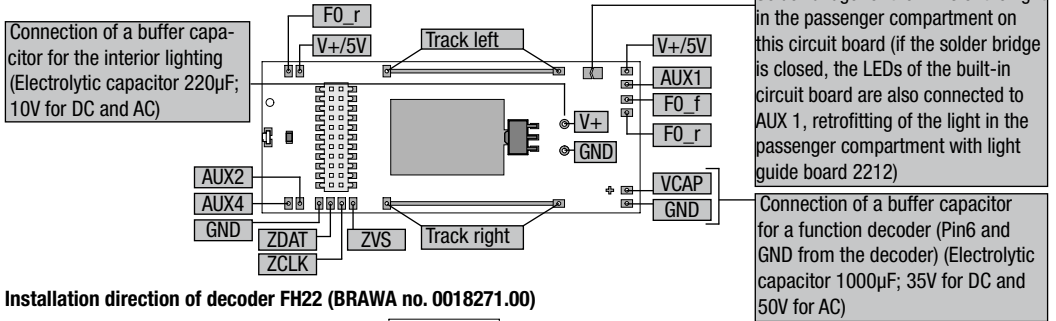 F0_r
V+/5V
Connection of a buffer capa-
citor for the interior lighting
(Electrolytic capacitor 220µF;
10V for DC and AC)
Track left
in the passenger compartment on
this circuit board (if the solder bridge
is closed, the LEDs of the built-in
circuit board are also connected to
AUX 1, retrofitting of the light in the
passenger compartment with light
guide board 2212)
V+/5V
AUX1
F0_f
F0_r
V+
GND
+
VCAP
GND
AUX2
AUX4
GND
ZDAT
ZCLK
ZVS
Track right
Connection of a buffer capacitor
for a function decoder (Pin6 and
GND from the decoder) (Electrolytic
capacitor 1000µF; 35V for DC and
50V for AC)
Installation direction of decoder FH22 (BRAWA no. 0018271.00)